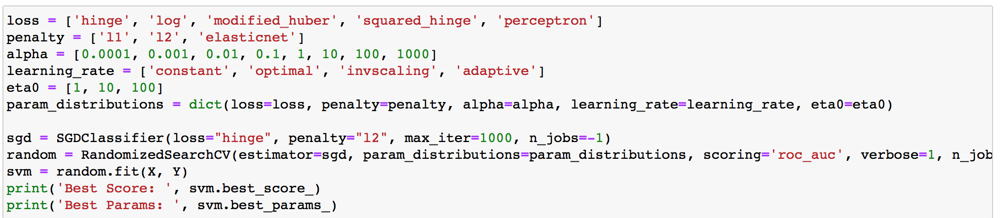 loss = ['hinge', 'log', 'modified_huber', 'squared_hinge', 'perceptron']
penalty = ['l1', 'l2', 'elasticnet']
alpha = [0.0001, 0.001, 0.01, 0.1, 1, 10, 100, 1000]
learning_rate = ['constant', 'optimal', 'invscaling', 'adaptive']
eta0 = [1, 10, 100]
param_distributions = dict(loss=loss, penalty=penalty, alpha=alpha, learning_rate=learning_rate, eta0=eta0)
sgd = SGDClassifier(loss="hinge", penalty="l2", max_iter=1000, n_jobs=-1)
random = RandomizedSearchCV(estimator=sgd, param_distributions=param_distributions, scoring='roc_auc', verbose=1, n_job
svm = random.fit(X, Y)
print('Best Score: ', svm.best_score_)
print('Best Params: ', svm.best_params_)